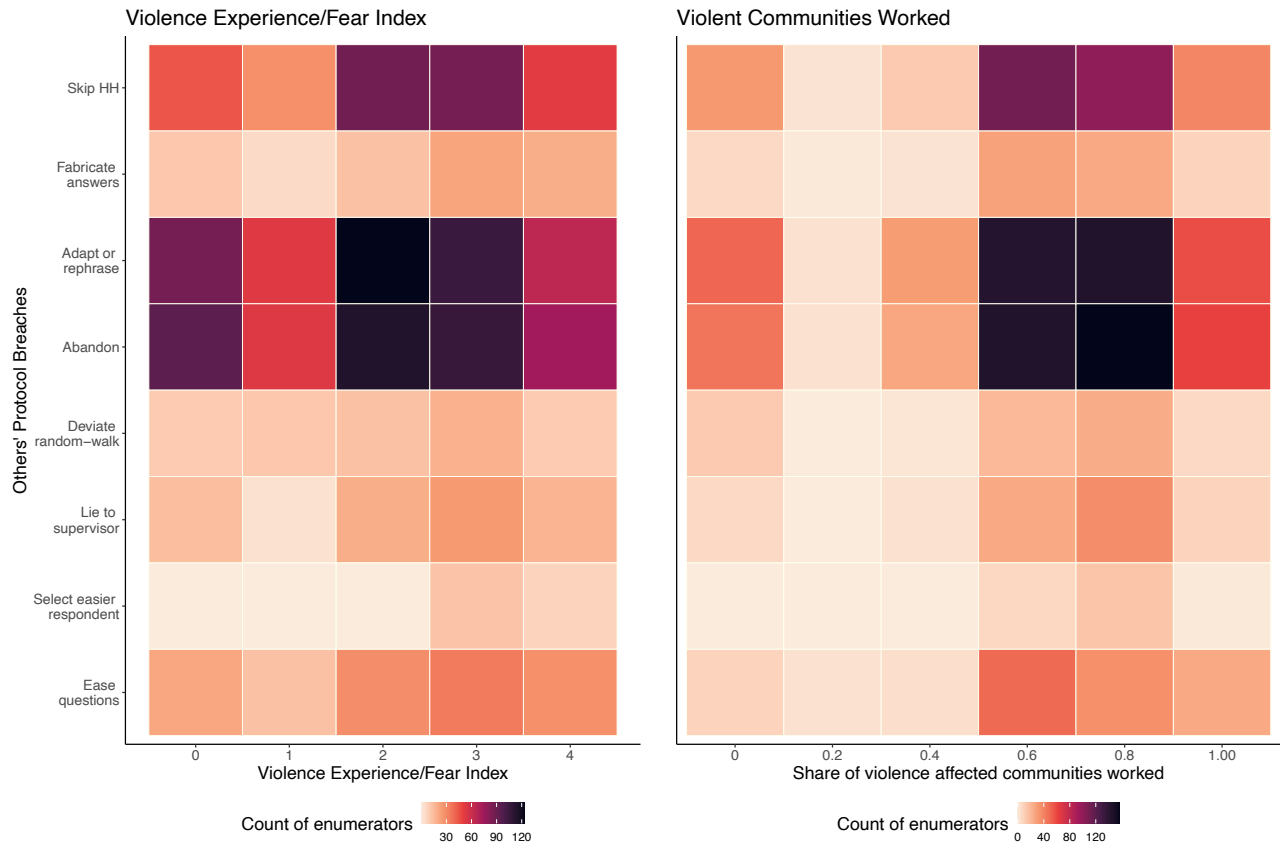 Violence Experience/Fear Index
Violent Communities Worked
Others' Protocol Breaches
Skip HH
Fabricate
answers
Adapt or
rephrase
Abandon
Deviate
random−walk
Lie to
supervisor
Select easier
respondent
Ease
questions
0 1 2 3 4
Violence Experience/Fear Index
0 0.2 0.4 0.6 0.8 1.00
Share of violence affected communities worked
Count of enumerators
30 60 90 120
Count of enumerators
0 40 80 120